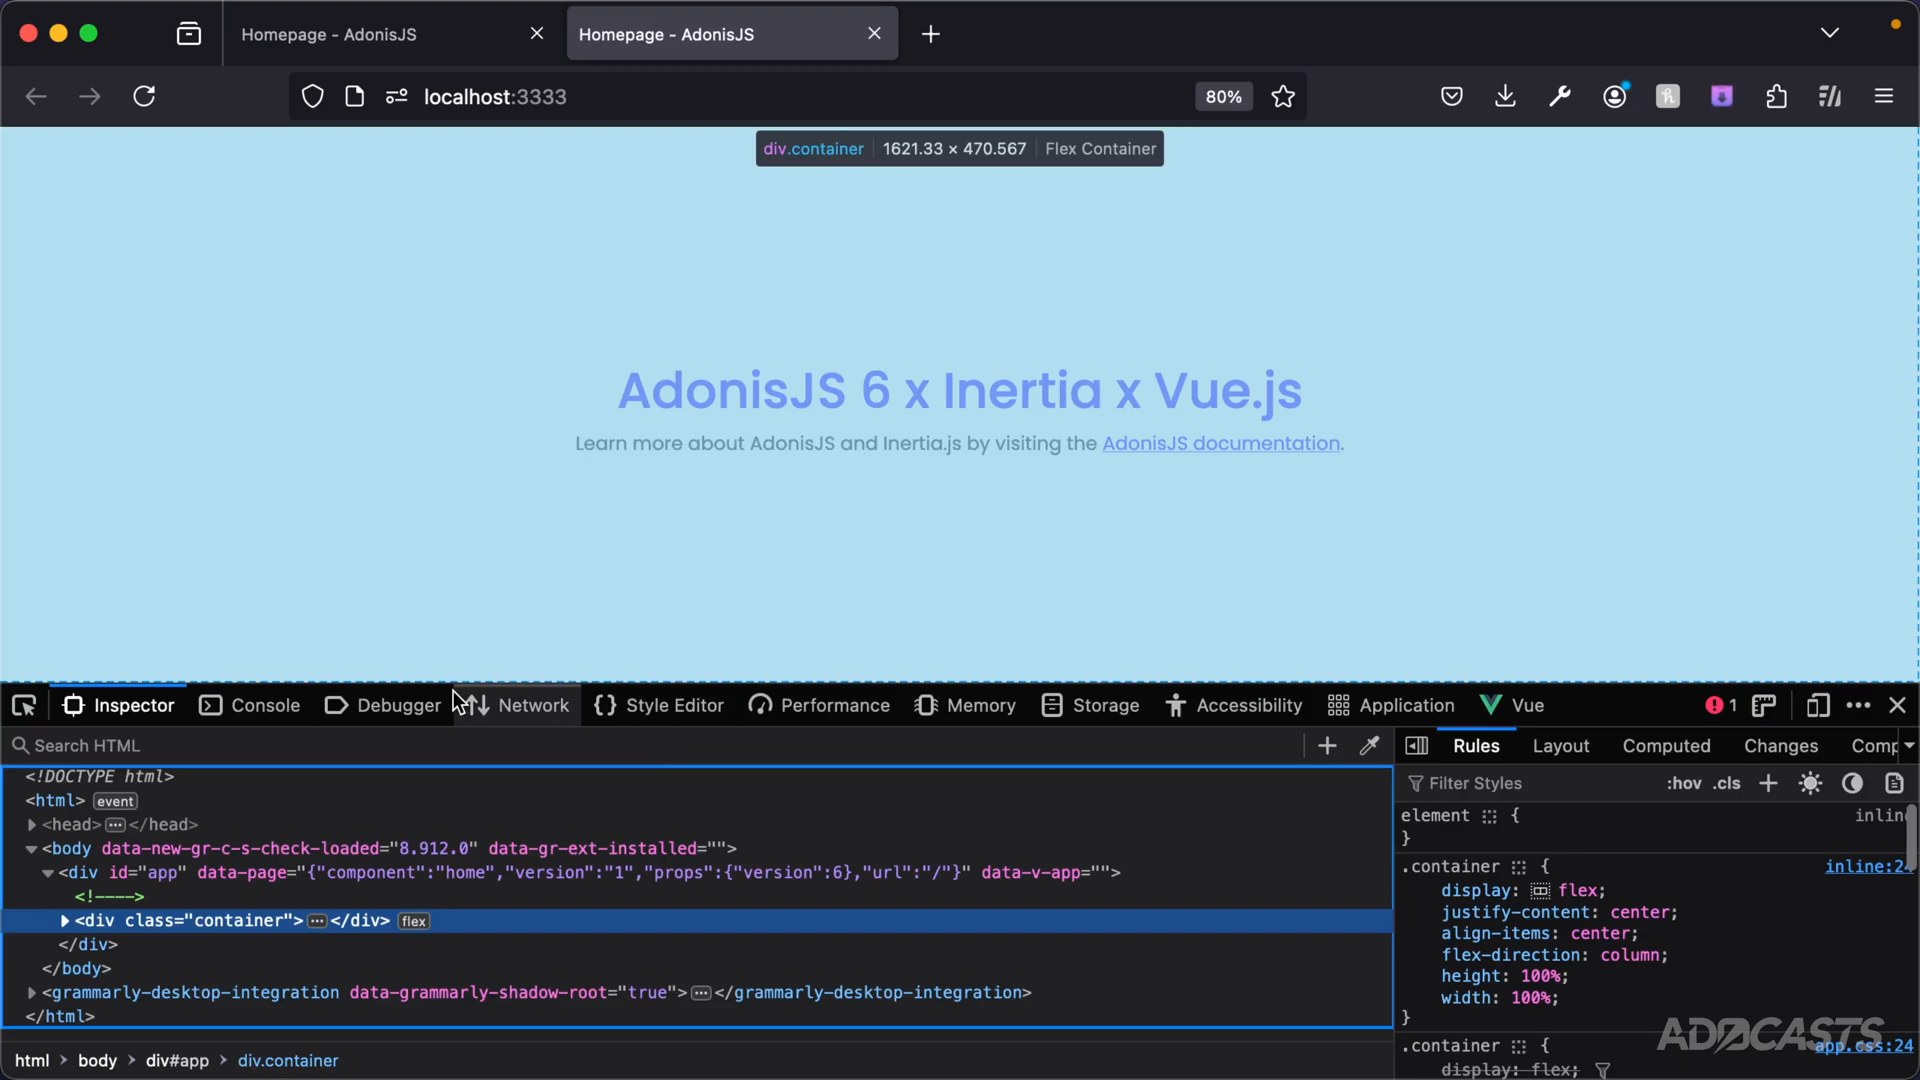 Homepage - AdonisJS
Homepage - AdonisJS
localhost:3333
80%
div.container 1621.33 × 470.567 Flex Container
AdonisJS 6 x Inertia x Vue.js
Learn more about AdonisJS and Inertia.js by visiting the AdonisJS documentation.
Inspector Console Debugger Network Style Editor Performance Memory Storage Accessibility Application Vue 1
Search HTML
Rules Layout Computed Changes Comp
Filter Styles :hov .cls
<!DOCTYPE html>
<html> event
<head> ... </head>
<body data-new-gr-c-s-check-loaded="8.912.0" data-gr-ext-installed="">
<div id="app" data-page="{"component":"home","version":"1","props":{"version":6},"url":"/"}" data-v-app="">
<!---->
<div class="container"> ... </div> flex
</div>
</body>
<grammarly-desktop-integration data-grammarly-shadow-root="true"> ... </grammarly-desktop-integration>
</html>
html > body > div#app > div.container
element { inlin
}
.container { inline:24
display: flex;
justify-content: center;
align-items: center;
flex-direction: column;
height: 100%;
width: 100%;
}
.container { app.css:24
display: flex;
ADOCASTS